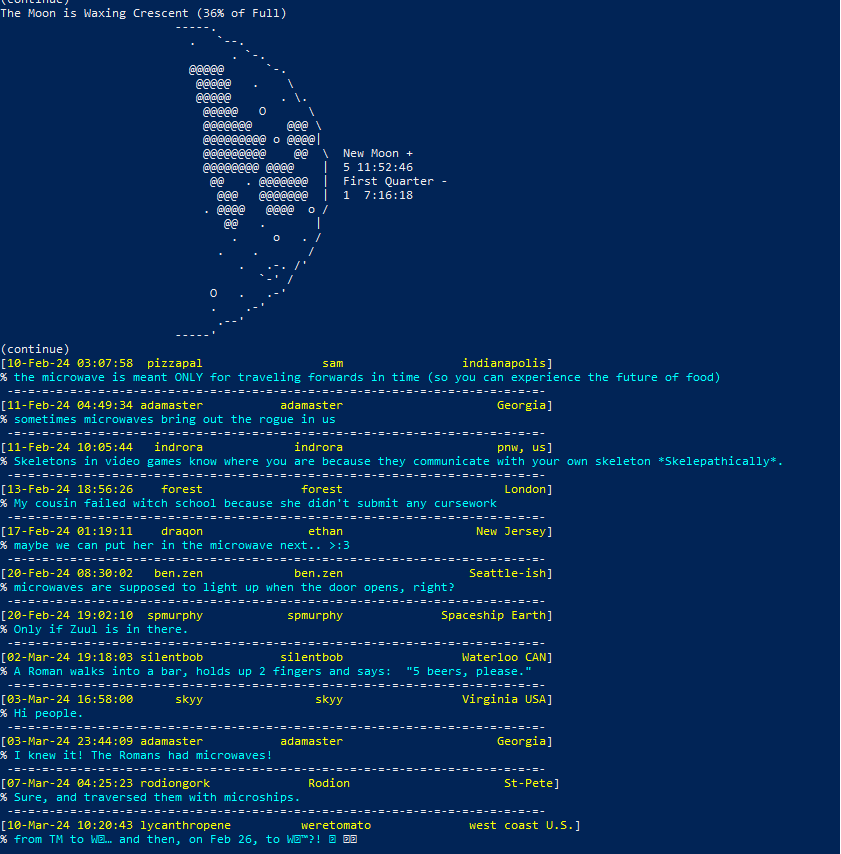 (continue)
The Moon is Waxing Crescent (36% of Full)
                         -----.
                           .   `--.
                                 . `-.
                           @@@@@      `-.
                            @@@@@   .    \
                            @@@@@       . \.
                             @@@@@   O      \
                             @@@@@@@     @@@ \
                             @@@@@@@@@ o @@@@|
                             @@@@@@@@@    @@  \  New Moon +
                             @@@@@@@@ @@@@    |  5 11:52:46
                              @@   . @@@@@@@  |  First Quarter -
                               @@@   @@@@@@@  |  1  7:16:18
                             . @@@@   @@@@  o /
                                @@   .       |
                                 .     o   . /
                               .    .       /
                                  .   .-. /'
                                     `-' /
                              O   .   .-'
                              .    .-'
                               .--'
                         -----'
(continue)
[10-Feb-24 03:07:58  pizzapal                 sam                 indianapolis]
% the microwave is meant ONLY for traveling forwards in time (so you can experience the future of food)
 -=-=-=-=-=-=-=-=-=-=-=-=-=-=-=-=-=-=-=-=-=-=-=-=-=-=-=-=-=-=-=-=-=-=-=-=-=-
[11-Feb-24 04:49:34 adamaster           adamaster                      Georgia]
% sometimes microwaves bring out the rogue in us
 -=-=-=-=-=-=-=-=-=-=-=-=-=-=-=-=-=-=-=-=-=-=-=-=-=-=-=-=-=-=-=-=-=-=-=-=-=-
[11-Feb-24 10:05:44   indrora             indrora                      pnw, us]
% Skeletons in video games know where you are because they communicate with your own skeleton *Skelepathically*.
 -=-=-=-=-=-=-=-=-=-=-=-=-=-=-=-=-=-=-=-=-=-=-=-=-=-=-=-=-=-=-=-=-=-=-=-=-=-
[13-Feb-24 18:56:26    forest              forest                       London]
% My cousin failed witch school because she didn't submit any cursework
 -=-=-=-=-=-=-=-=-=-=-=-=-=-=-=-=-=-=-=-=-=-=-=-=-=-=-=-=-=-=-=-=-=-=-=-=-=-
[17-Feb-24 01:19:11    draqon               ethan                   New Jersey]
% maybe we can put her in the microwave next.. >:3
 -=-=-=-=-=-=-=-=-=-=-=-=-=-=-=-=-=-=-=-=-=-=-=-=-=-=-=-=-=-=-=-=-=-=-=-=-=-
[20-Feb-24 08:30:02   ben.zen             ben.zen                  Seattle-ish]
% microwaves are supposed to light up when the door opens, right?
 -=-=-=-=-=-=-=-=-=-=-=-=-=-=-=-=-=-=-=-=-=-=-=-=-=-=-=-=-=-=-=-=-=-=-=-=-=-
[20-Feb-24 19:02:10  spmurphy            spmurphy              Spaceship Earth]
% Only if Zuul is in there.
 -=-=-=-=-=-=-=-=-=-=-=-=-=-=-=-=-=-=-=-=-=-=-=-=-=-=-=-=-=-=-=-=-=-=-=-=-=-
[02-Mar-24 19:18:03 silentbob           silentbob                 Waterloo CAN]
% A Roman walks into a bar, holds up 2 fingers and says:  "5 beers, please."
 -=-=-=-=-=-=-=-=-=-=-=-=-=-=-=-=-=-=-=-=-=-=-=-=-=-=-=-=-=-=-=-=-=-=-=-=-=-
[03-Mar-24 16:58:00      skyy                skyy                 Virginia USA]
% Hi people.
 -=-=-=-=-=-=-=-=-=-=-=-=-=-=-=-=-=-=-=-=-=-=-=-=-=-=-=-=-=-=-=-=-=-=-=-=-=-
[03-Mar-24 23:44:09 adamaster           adamaster                      Georgia]
% I knew it! The Romans had microwaves!
 -=-=-=-=-=-=-=-=-=-=-=-=-=-=-=-=-=-=-=-=-=-=-=-=-=-=-=-=-=-=-=-=-=-=-=-=-=-
[07-Mar-24 04:25:23 rodiongork              Rodion                      St-Pete]
% Sure, and traversed them with microships.
 -=-=-=-=-=-=-=-=-=-=-=-=-=-=-=-=-=-=-=-=-=-=-=-=-=-=-=-=-=-=-=-=-=-=-=-=-=-
[10-Mar-24 10:20:43 lycanthropene          weretomato              west coast U.S.]
% from TM to W⍰… and then, on Feb 26, to W⍰™?! ⍰ ⍰⍰